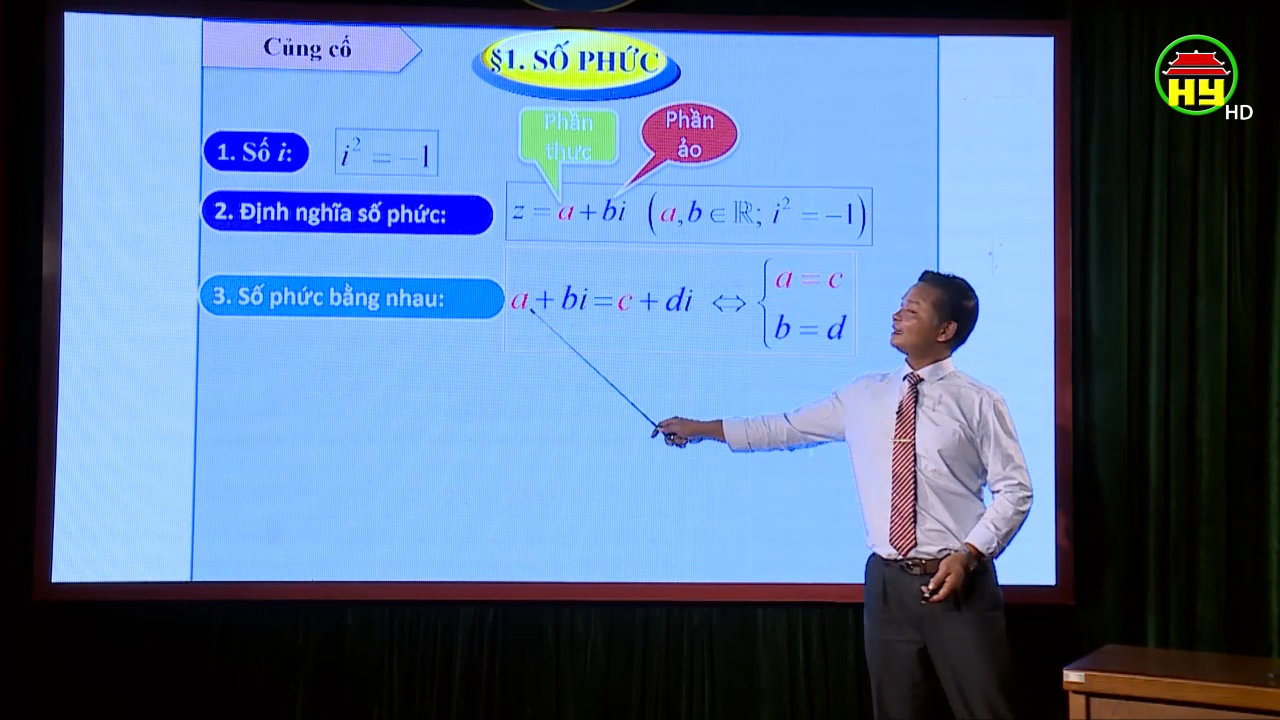 Củng cố
§1. SỐ PHỨC
Phần thực
Phần ảo
1. Số i:
i² = −1
2. Định nghĩa số phức:
z = a + bi (a, b ∈ ℝ; i² = −1)
3. Số phức bằng nhau:
a + bi = c + di ⇔ { a = c
b = d
HY
HD